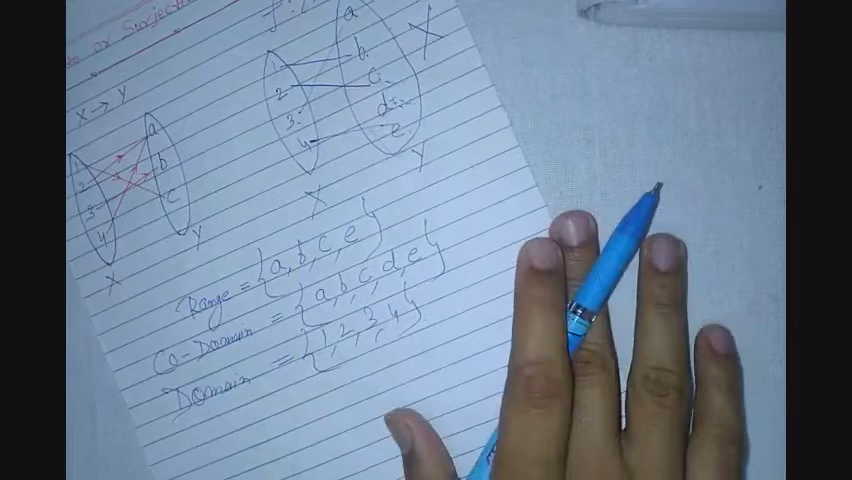 or Surjecti
f :
X → Y
1
2
3
4
X
a
b
c
Y
1
2
3
4
X
a
b
c
d
e
Y
X
Range = {a, b, c, e}
Co-Domain = {a, b, c, d, e}
Domain = {1, 2, 3, 4}